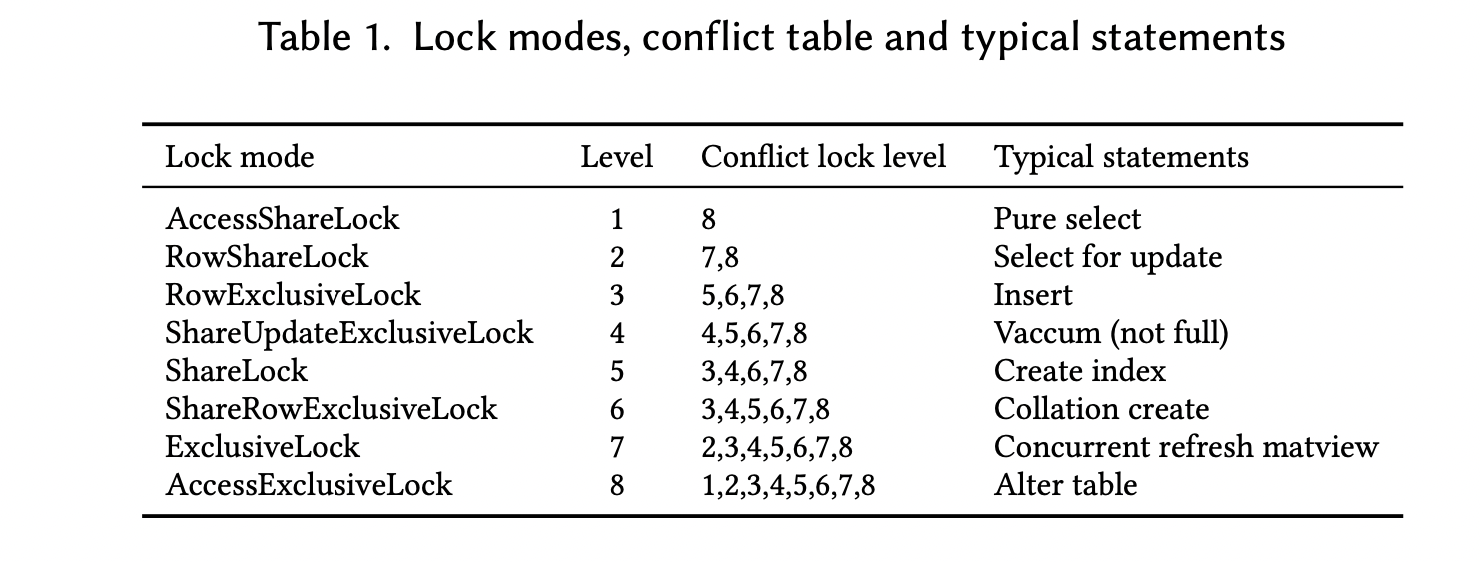 Table 1. Lock modes, conflict table and typical statements
Lock mode Level Conflict lock level Typical statements
AccessShareLock 1 8 Pure select
RowShareLock 2 7,8 Select for update
RowExclusiveLock 3 5,6,7,8 Insert
ShareUpdateExclusiveLock 4 4,5,6,7,8 Vaccum (not full)
ShareLock 5 3,4,6,7,8 Create index
ShareRowExclusiveLock 6 3,4,5,6,7,8 Collation create
ExclusiveLock 7 2,3,4,5,6,7,8 Concurrent refresh matview
AccessExclusiveLock 8 1,2,3,4,5,6,7,8 Alter table